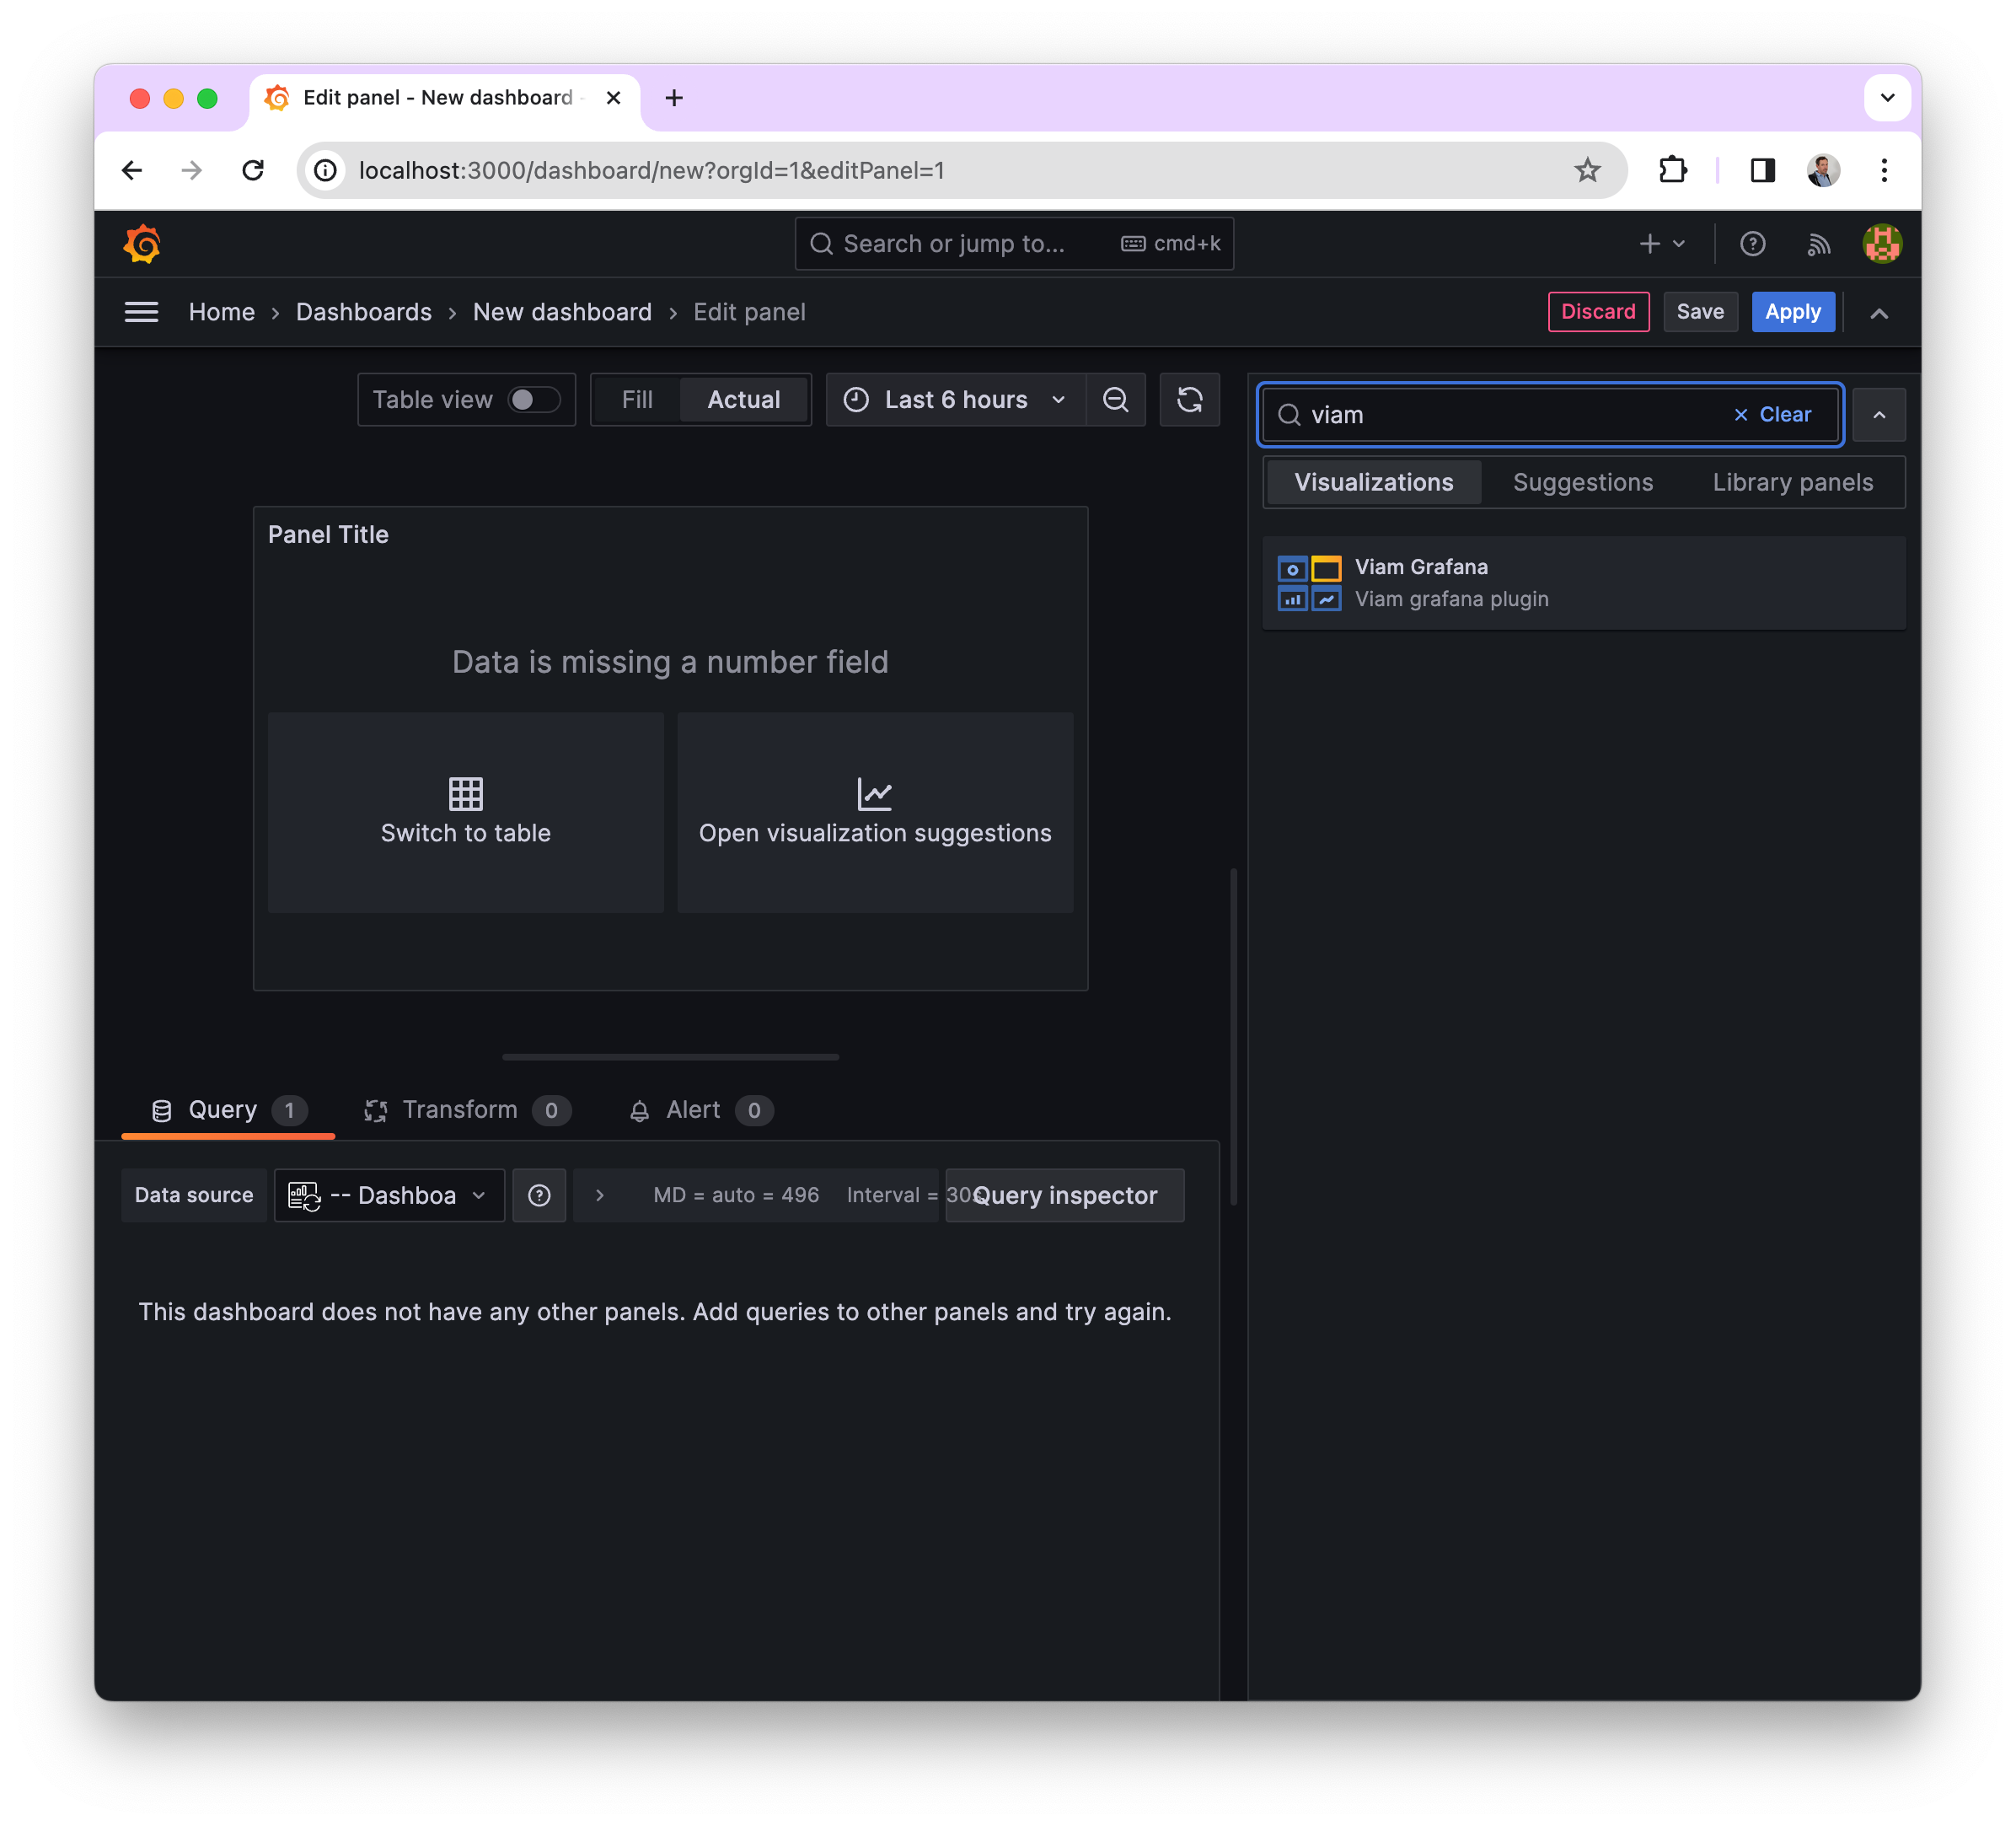 Edit panel - New dashboard -
localhost:3000/dashboard/new?orgId=1&editPanel=1
Search or jump to... cmd+k
Home › Dashboards › New dashboard › Edit panel
Discard Save Apply
Table view Fill Actual Last 6 hours
viam Clear
Visualizations Suggestions Library panels
Viam Grafana
Viam grafana plugin
Panel Title
Data is missing a number field
Switch to table Open visualization suggestions
Query 1 Transform 0 Alert 0
Data source -- Dashboa MD = auto = 496 Interval = 30s Query inspector
This dashboard does not have any other panels. Add queries to other panels and try again.